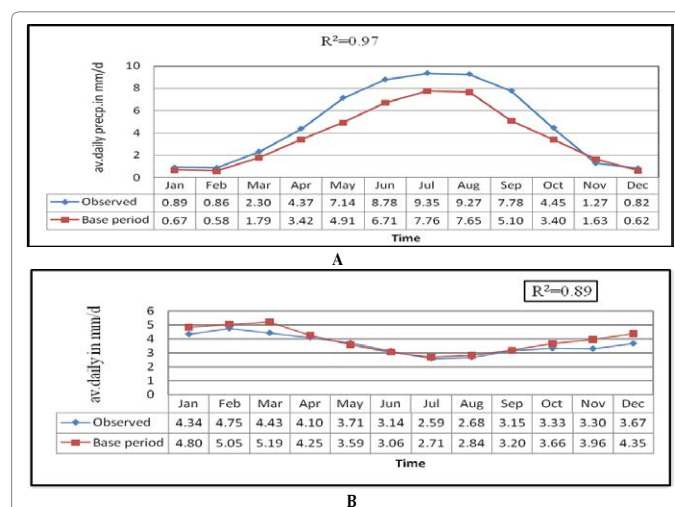 R²=0.97
av.daily precp.in mm/d
10
8
6
4
2
0
Jan Feb Mar Apr May Jun Jul Aug Sep Oct Nov Dec
Observed 0.89 0.86 2.30 4.37 7.14 8.78 9.35 9.27 7.78 4.45 1.27 0.82
Base period 0.67 0.58 1.79 3.42 4.91 6.71 7.76 7.65 5.10 3.40 1.63 0.62
Time
A
R²=0.89
av.daily in mm/d
6
5
4
3
2
1
0
Jan Feb Mar Apr May Jun Jul Aug Sep Oct Nov Dec
Observed 4.34 4.75 4.43 4.10 3.71 3.14 2.59 2.68 3.15 3.33 3.30 3.67
Base period 4.80 5.05 5.19 4.25 3.59 3.06 2.71 2.84 3.20 3.66 3.96 4.35
Time
B